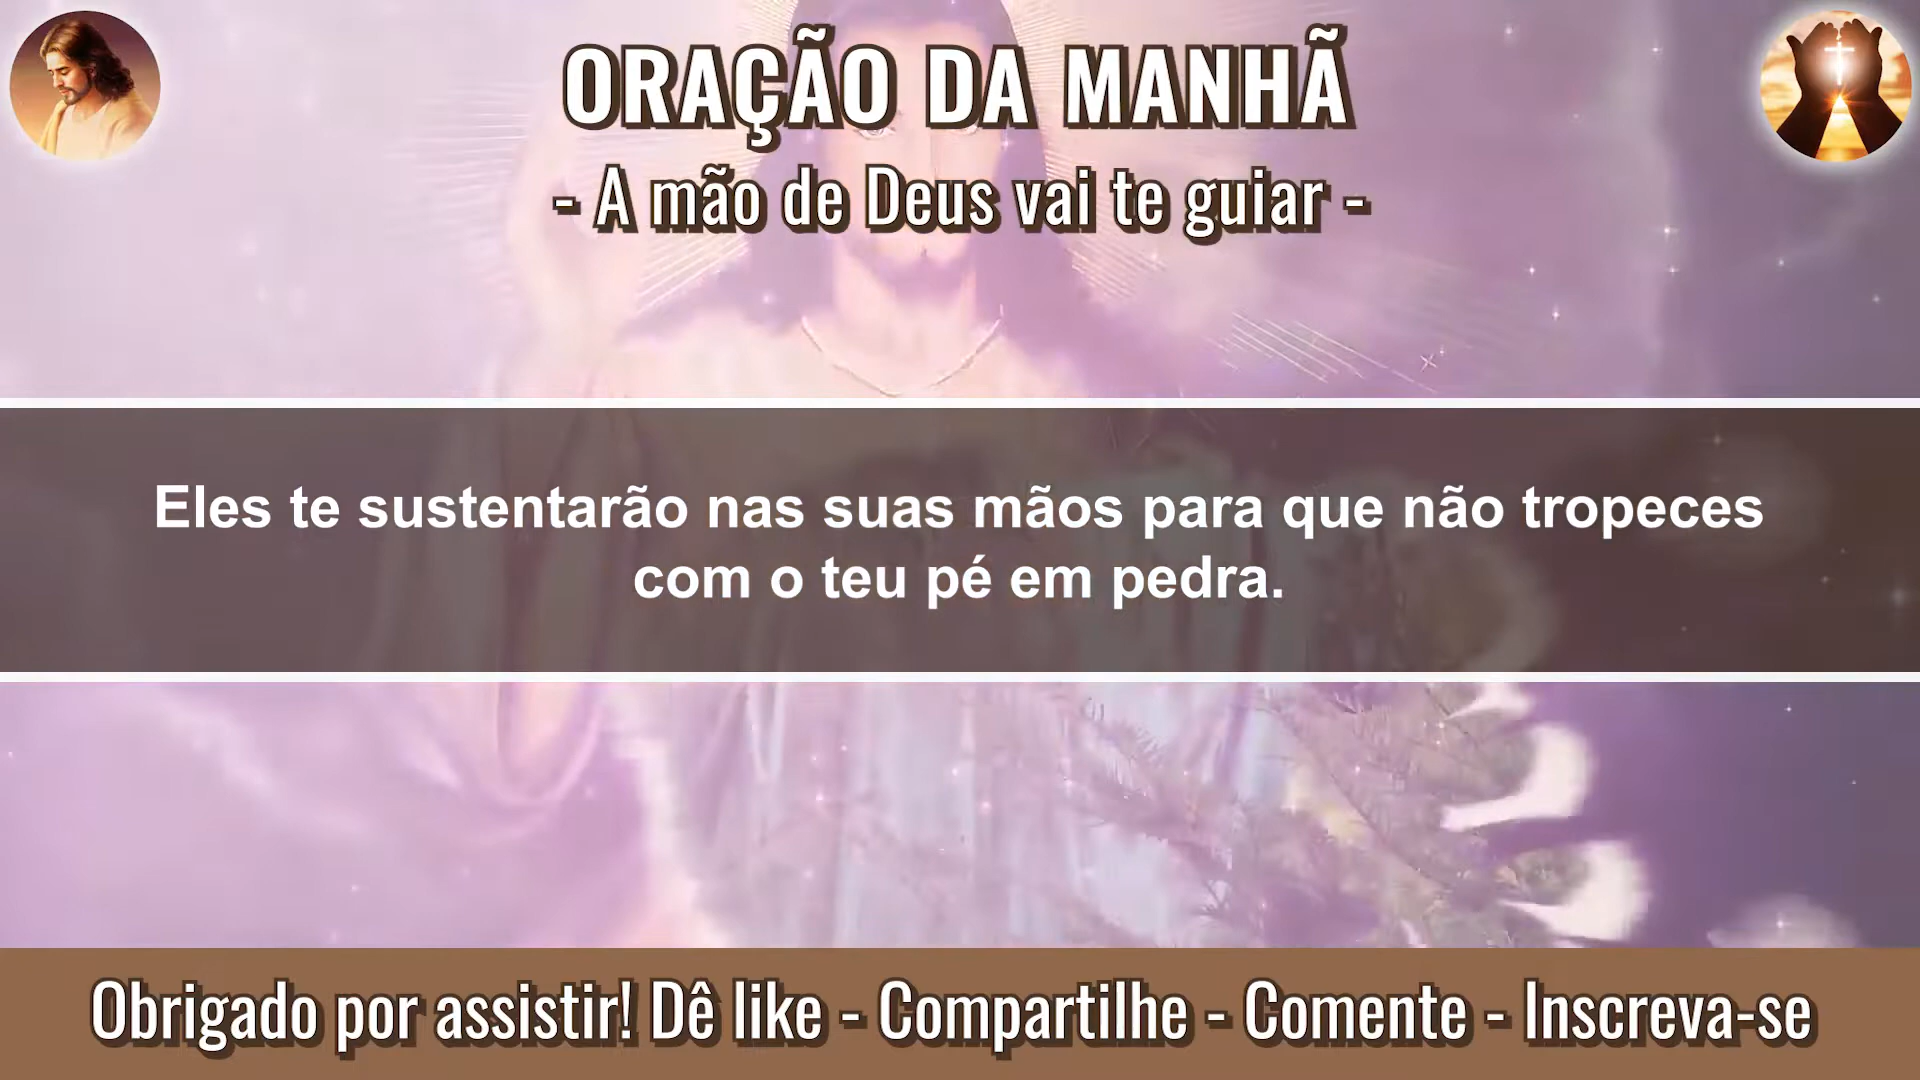 ORAÇÃO DA MANHÃ
- A mão de Deus vai te guiar -
Eles te sustentarão nas suas mãos para que não tropeces
com o teu pé em pedra.
Obrigado por assistir! Dê like - Compartilhe - Comente - Inscreva-se